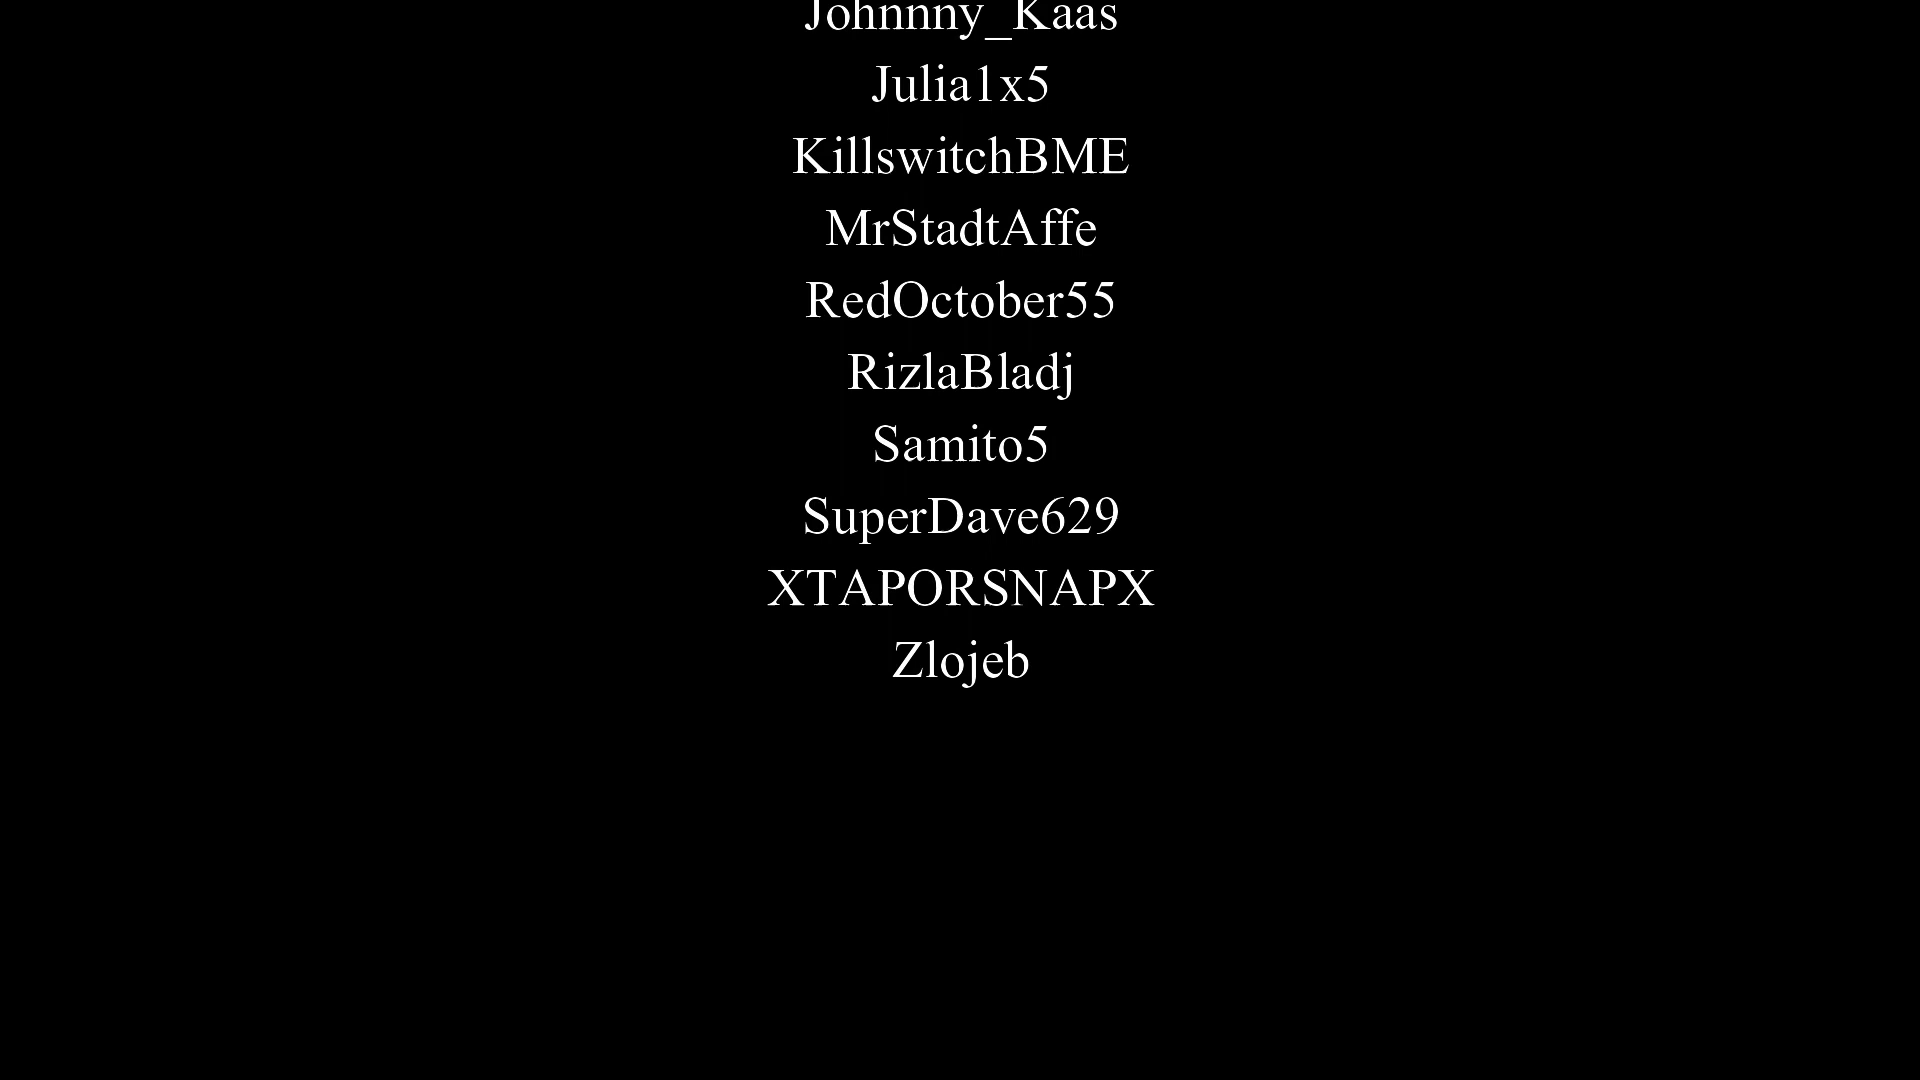 Johnnny_Kaas
Julia1x5
KillswitchBME
MrStadtAffe
RedOctober55
RizlaBladj
Samito5
SuperDave629
XTAPORSNAPX
Zlojeb